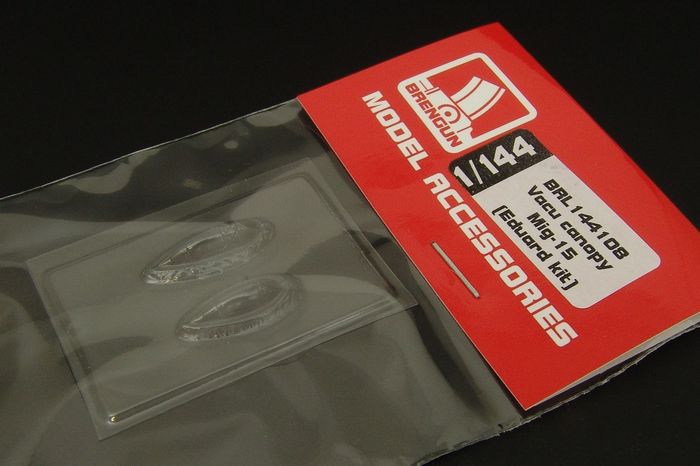 BRENGUN
MODEL ACCESSORIES
1/144
BRL144108
Vacu canopy
Mig-15
(Eduard kit)